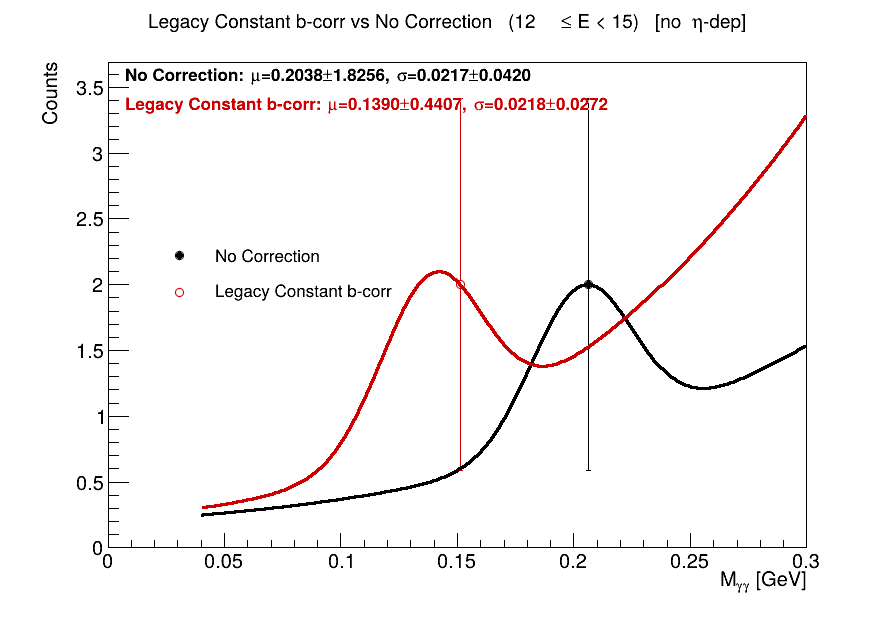 Legacy Constant b-corr vs No Correction (12 ≤ E < 15) [no η-dep]
Counts
No Correction: μ=0.2038±1.8256, σ=0.0217±0.0420
Legacy Constant b-corr: μ=0.1390±0.4407, σ=0.0218±0.0272
3.5
3
2.5
2
1.5
1
0.5
0
No Correction
Legacy Constant b-corr
0 0.05 0.1 0.15 0.2 0.25 0.3
Mγγ [GeV]